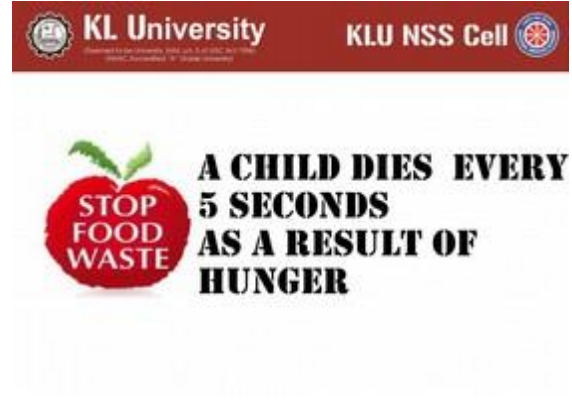 KL University
KLU NSS Cell
STOP
FOOD
WASTE
A CHILD DIES EVERY
5 SECONDS
AS A RESULT OF
HUNGER